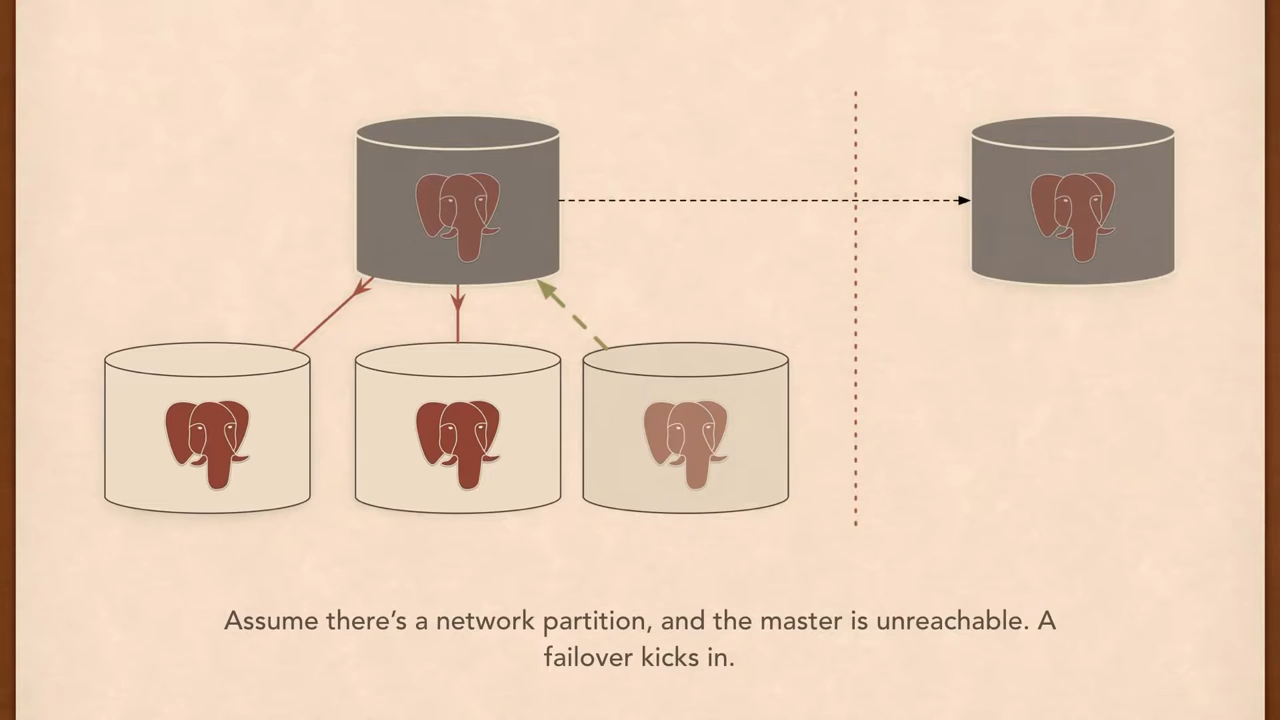 Assume there’s a network partition, and the master is unreachable. A
failover kicks in.